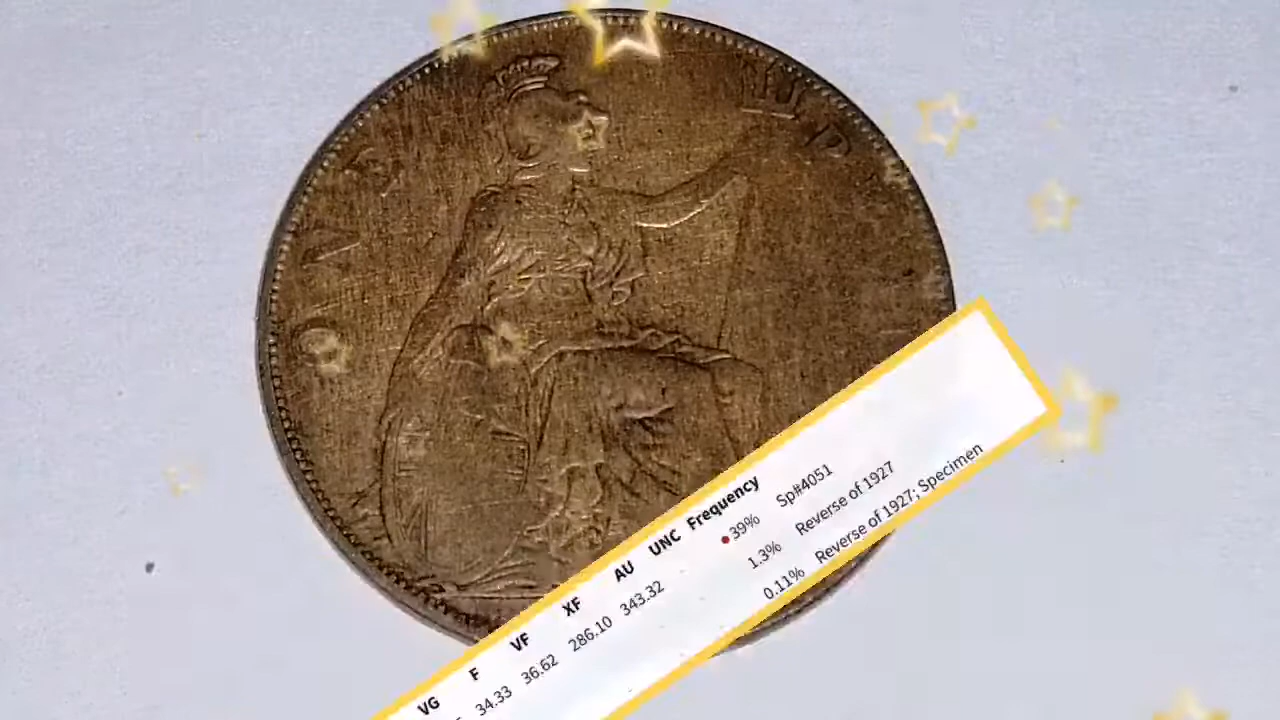 ONE
P
VG F VF XF AU UNC Frequency
34.33 36.62 286.10 343.32 39% Sp#4051
1.3% Reverse of 1927
0.11% Reverse of 1927; Specimen